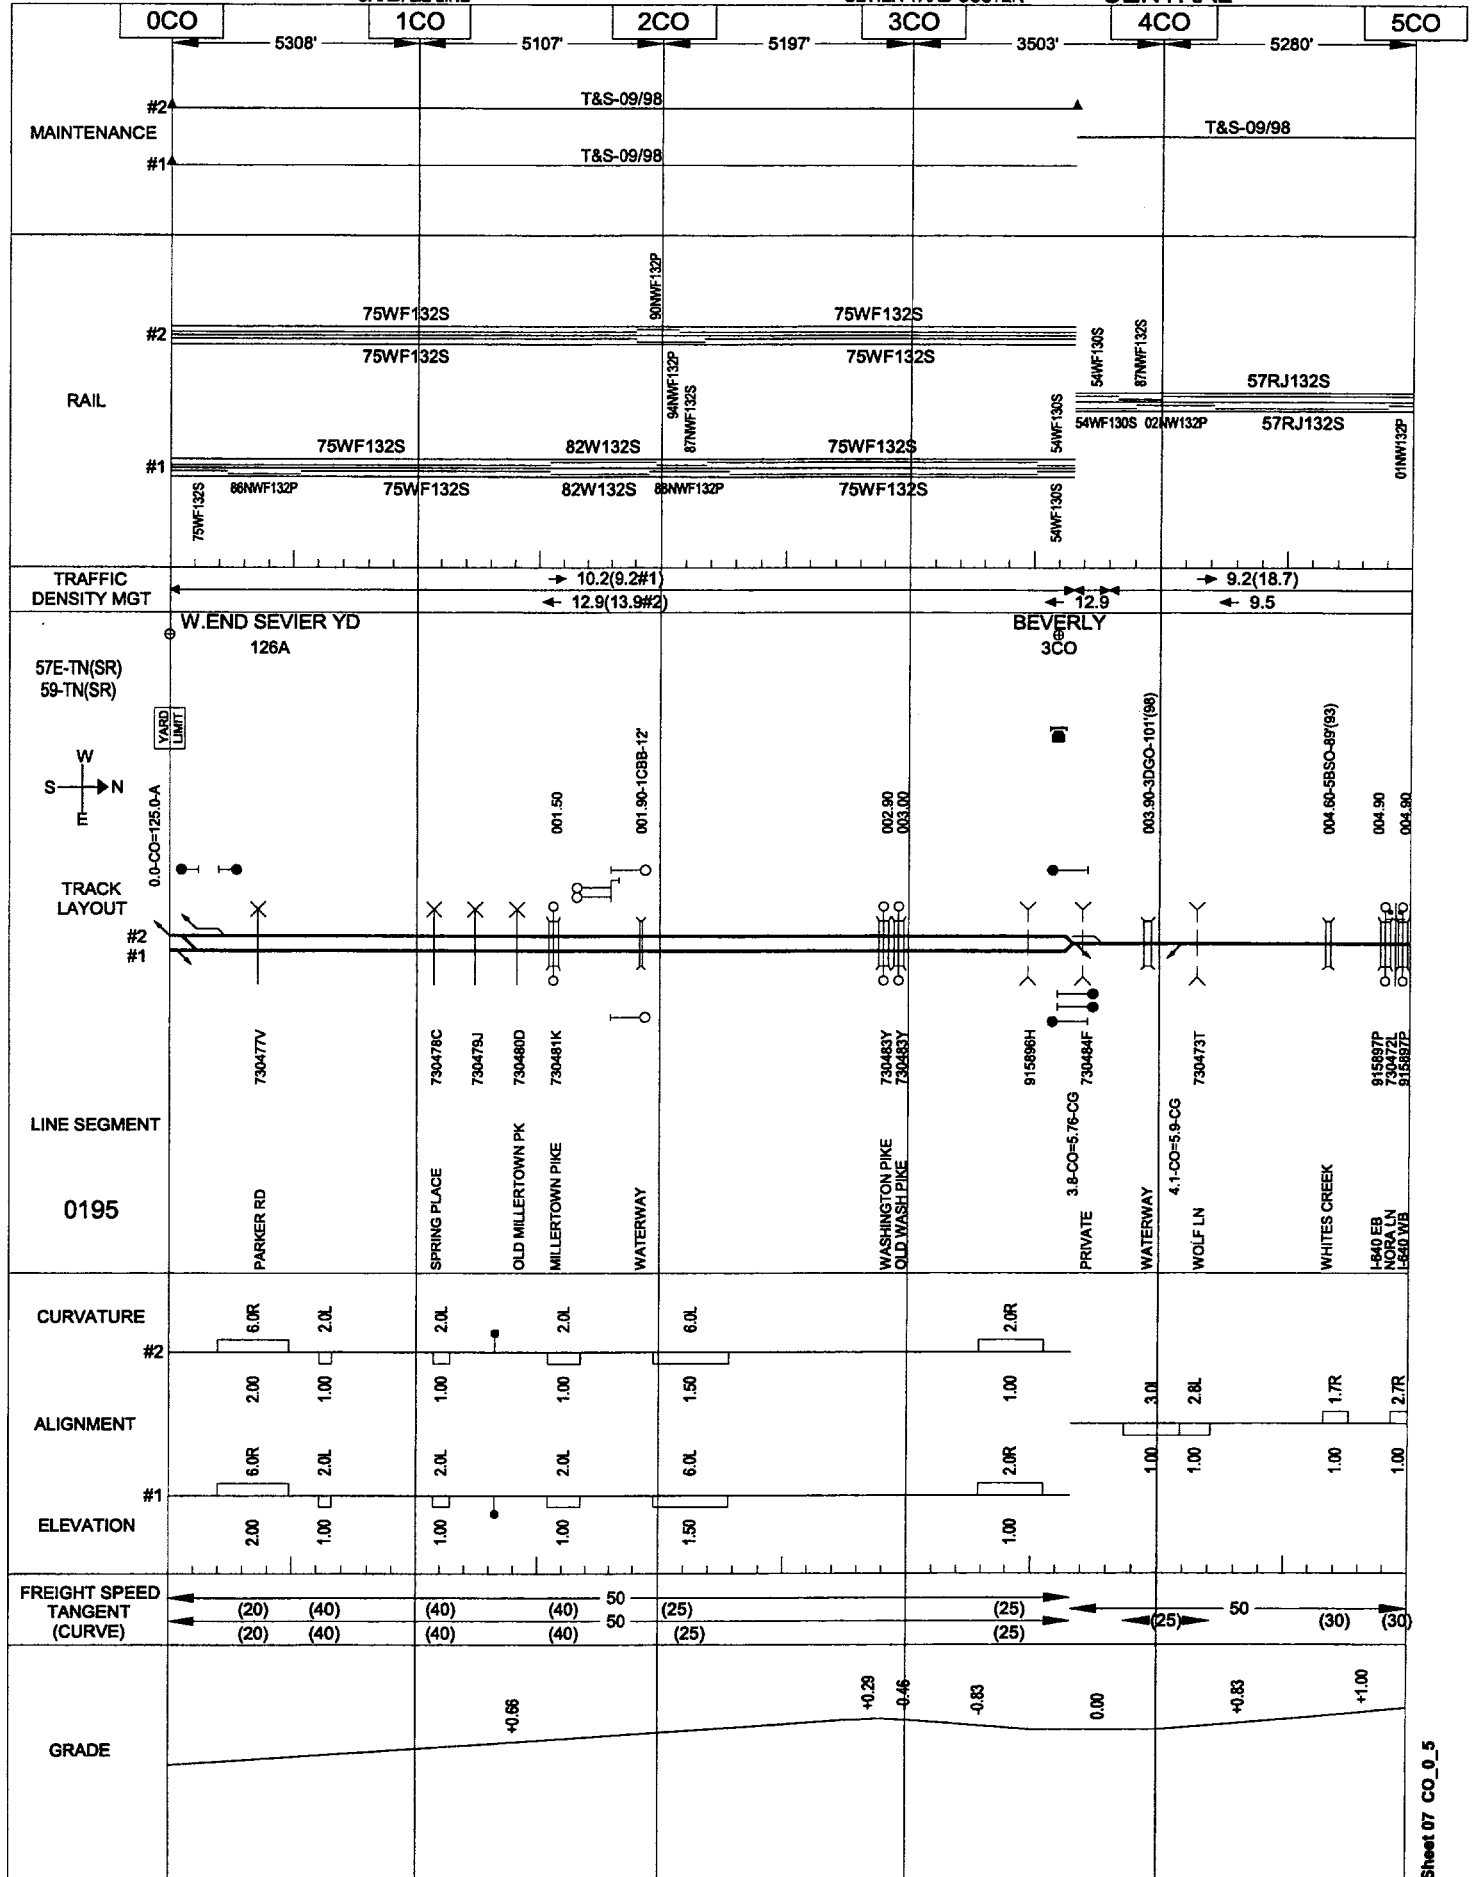 CENTRAL
0CO 1CO 2CO 3CO 4CO 5CO
5308' 5107' 5197' 3503' 5280'
MAINTENANCE
#2 T&S-09/98
T&S-09/98
#1 T&S-09/98
RAIL
90NWF132P
#2 75WF132S 75WF132S
75WF132S 75WF132S
94NWF132P
87NWF132S
54WF130S
54WF130S
87NWF132S
57RJ132S
54WF130S 02NW132P 57RJ132S
01NW132P
#1 75WF132S 82W132S 75WF132S
75WF132S
86NWF132P 75WF132S 82W132S 88NWF132P 75WF132S
54WF130S
TRAFFIC
DENSITY MGT
10.2(9.2#1) 9.2(18.7)
12.9(13.9#2) 12.9 9.5
W.END SEVIER YD
126A
BEVERLY
3CO
57E-TN(SR)
59-TN(SR)
YARD
LIMIT
W
S N
E
0.0-CO=125.0-A
001.50
001.90-1CBB-12'
002.90
003.00
003.90-3DGO-101'(98)
004.60-5BSO-89'(93)
004.90
004.90
TRACK
LAYOUT
#2
#1
730477V
730478C
730479J
730480D
730481K
730483Y
730483Y
915896H
730484F
730473T
915897P
730472L
915897P
LINE SEGMENT
0195
PARKER RD
SPRING PLACE
OLD MILLERTOWN PK
MILLERTOWN PIKE
WATERWAY
WASHINGTON PIKE
OLD WASH PIKE
3.8-CO=5.76-CG
PRIVATE
WATERWAY
4.1-CO=5.9-CG
WOLF LN
WHITES CREEK
I-640 EB
NORA LN
I-640 WB
CURVATURE
6.0R 2.0L 2.0L 2.0L 6.0L 2.0R
#2
2.00 1.00 1.00 1.00 1.50 1.00
3.0L 2.8L 1.7R 2.7R
ALIGNMENT
1.00 1.00 1.00 1.00
6.0R 2.0L 2.0L 2.0L 6.0L 2.0R
#1
ELEVATION
2.00 1.00 1.00 1.00 1.50 1.00
FREIGHT SPEED
TANGENT
(CURVE)
50
(20) (40) (40) (40) (25) (25) 50
50 (25)
(20) (40) (40) (40) (25) (25) (30) (30)
GRADE
+0.66 +0.29 -0.46 -0.83 0.00 +0.83 +1.00
Sheet 07 CO_0_5